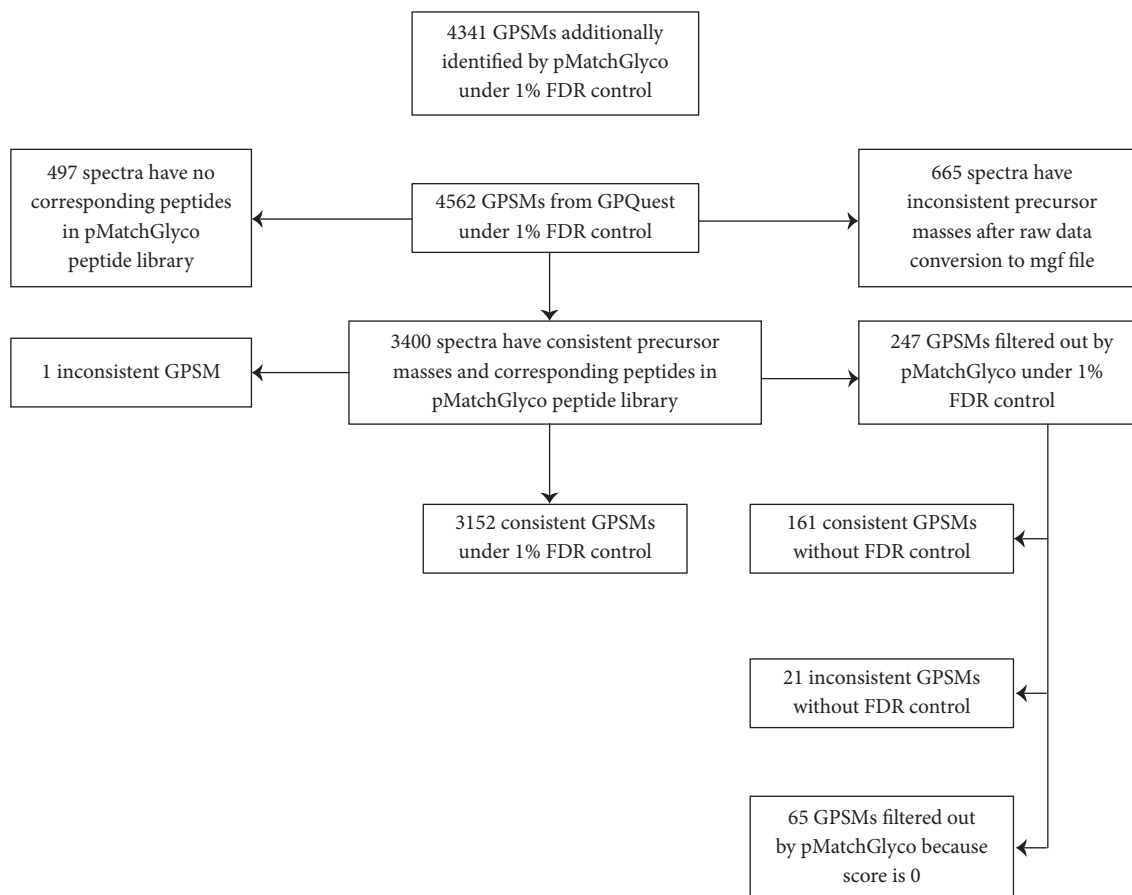 4341 GPSMs additionally
identified by pMatchGlyco
under 1% FDR control
497 spectra have no
corresponding peptides
in pMatchGlyco
peptide library
4562 GPSMs from GPQuest
under 1% FDR control
665 spectra have
inconsistent precursor
masses after raw data
conversion to mgf file
1 inconsistent GPSM
3400 spectra have consistent precursor
masses and corresponding peptides in
pMatchGlyco peptide library
247 GPSMs filtered out by
pMatchGlyco under 1%
FDR control
3152 consistent GPSMs
under 1% FDR control
161 consistent GPSMs
without FDR control
21 inconsistent GPSMs
without FDR control
65 GPSMs filtered out
by pMatchGlyco because
score is 0